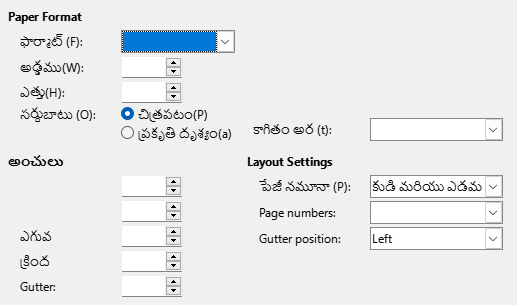 Paper Format
ఫార్మాట్ (F):
అడ్డము(W):
ఎత్తు(H):
సర్దుబాటు (O): చిత్రపటం(P)
ప్రకృతి దృశ్యం(a) కాగితం అర (t):
అంచులు Layout Settings
పేజీ నమూనా (P): కుడి మరియు ఎడమ
Page numbers:
ఎగువ Gutter position: Left
క్రింద
Gutter: